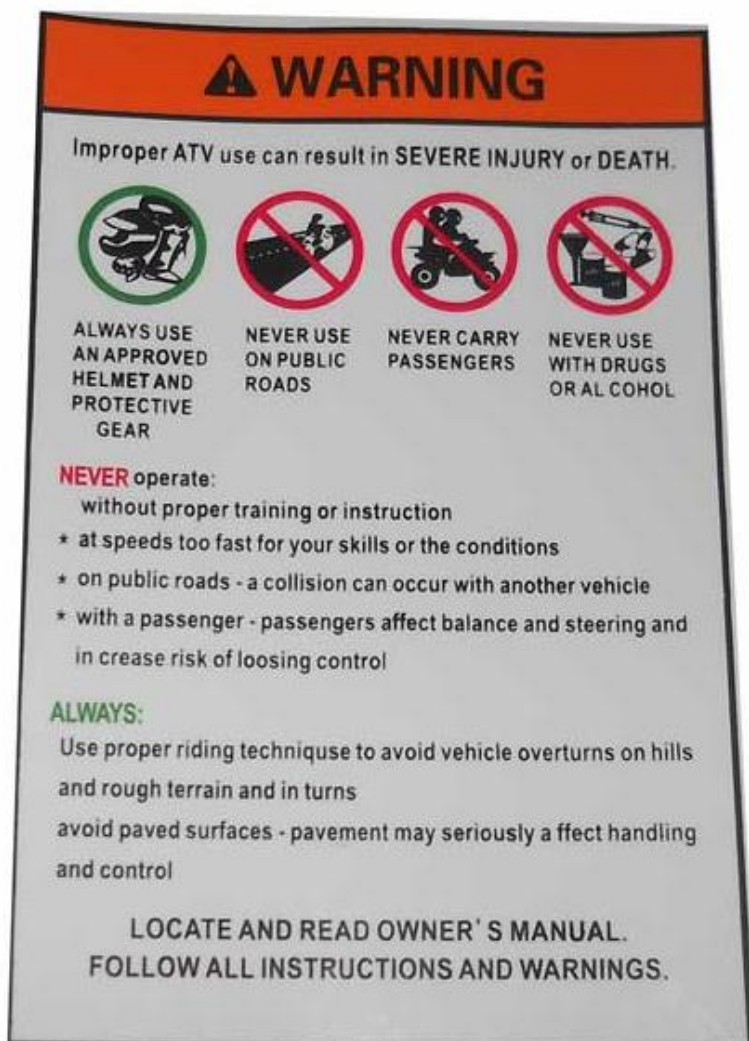 WARNING
Improper ATV use can result in SEVERE INJURY or DEATH.
ALWAYS USE
AN APPROVED
HELMET AND
PROTECTIVE
GEAR
NEVER USE
ON PUBLIC
ROADS
NEVER CARRY
PASSENGERS
NEVER USE
WITH DRUGS
OR AL COHOL
NEVER operate:
without proper training or instruction
* at speeds too fast for your skills or the conditions
* on public roads - a collision can occur with another vehicle
* with a passenger - passengers affect balance and steering and
in crease risk of loosing control
ALWAYS:
Use proper riding techniquse to avoid vehicle overturns on hills
and rough terrain and in turns
avoid paved surfaces - pavement may seriously a ffect handling
and control
LOCATE AND READ OWNER' S MANUAL.
FOLLOW ALL INSTRUCTIONS AND WARNINGS.